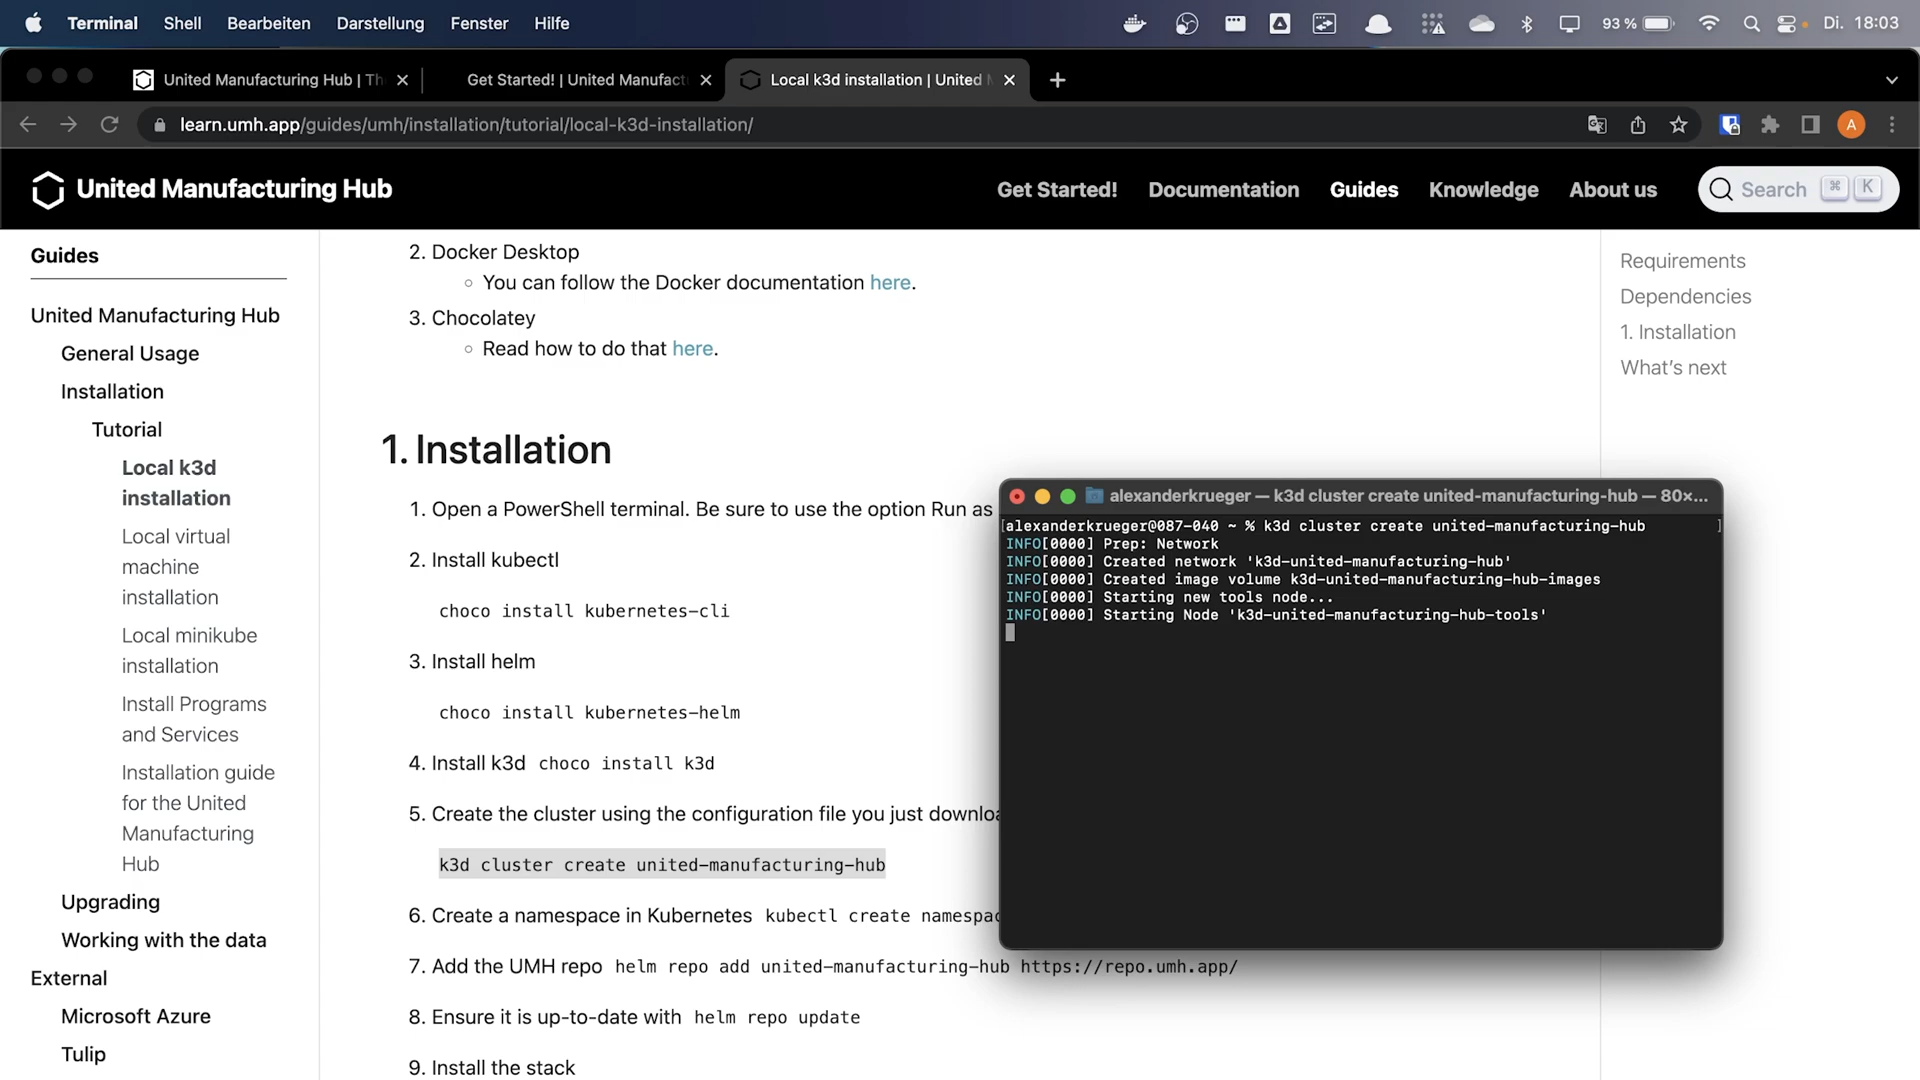 Terminal Shell Bearbeiten Darstellung Fenster Hilfe 93 % Di. 18:03
United Manufacturing Hub | Th Get Started! | United Manufact Local k3d installation | United M
learn.umh.app/guides/umh/installation/tutorial/local-k3d-installation/ A
United Manufacturing Hub Get Started! Documentation Guides Knowledge About us Search ⌘ K
Guides
United Manufacturing Hub
General Usage
Installation
Tutorial
Local k3d
installation
Local virtual
machine
installation
Local minikube
installation
Install Programs
and Services
Installation guide
for the United
Manufacturing
Hub
Upgrading
Working with the data
External
Microsoft Azure
Tulip
2. Docker Desktop
You can follow the Docker documentation here.
3. Chocolatey
Read how to do that here.
1. Installation
1. Open a PowerShell terminal. Be sure to use the option Run as
2. Install kubectl
choco install kubernetes-cli
3. Install helm
choco install kubernetes-helm
4. Install k3d choco install k3d
5. Create the cluster using the configuration file you just downloa
k3d cluster create united-manufacturing-hub
6. Create a namespace in Kubernetes kubectl create namespac
7. Add the UMH repo helm repo add united-manufacturing-hub https://repo.umh.app/
8. Ensure it is up-to-date with helm repo update
9. Install the stack
Requirements
Dependencies
1. Installation
What's next
alexanderkrueger — k3d cluster create united-manufacturing-hub — 80×...
[alexanderkrueger@087-040 ~ % k3d cluster create united-manufacturing-hub ]
INFO[0000] Prep: Network
INFO[0000] Created network 'k3d-united-manufacturing-hub'
INFO[0000] Created image volume k3d-united-manufacturing-hub-images
INFO[0000] Starting new tools node...
INFO[0000] Starting Node 'k3d-united-manufacturing-hub-tools'